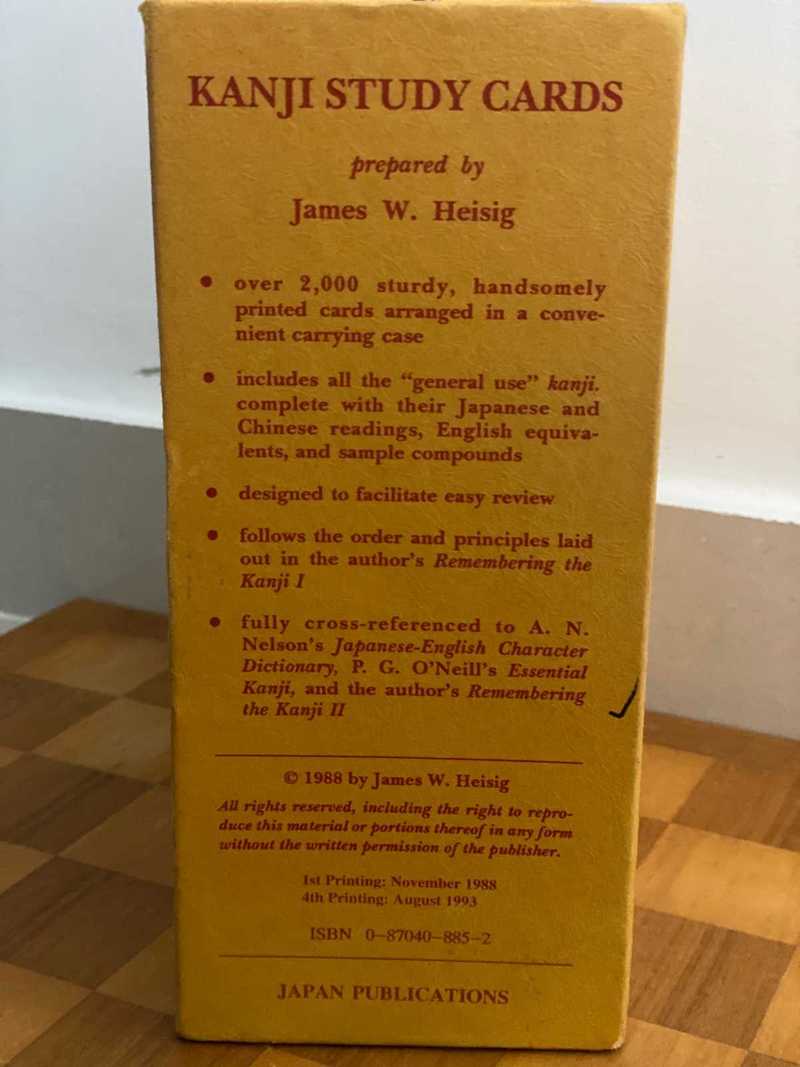 KANJI STUDY CARDS
prepared by
James W. Heisig
• over 2,000 sturdy, handsomely
printed cards arranged in a conve-
nient carrying case
• includes all the “general use” kanji.
complete with their Japanese and
Chinese readings, English equiva-
lents, and sample compounds
• designed to facilitate easy review
• follows the order and principles laid
out in the author's Remembering the
Kanji I
• fully cross-referenced to A. N.
Nelson's Japanese-English Character
Dictionary, P. G. O'Neill's Essential
Kanji, and the author's Remembering
the Kanji II
© 1988 by James W. Heisig
All rights reserved, including the right to repro-
duce this material or portions thereof in any form
without the written permission of the publisher.
1st Printing: November 1988
4th Printing: August 1993
ISBN 0–87040–885–2
JAPAN PUBLICATIONS